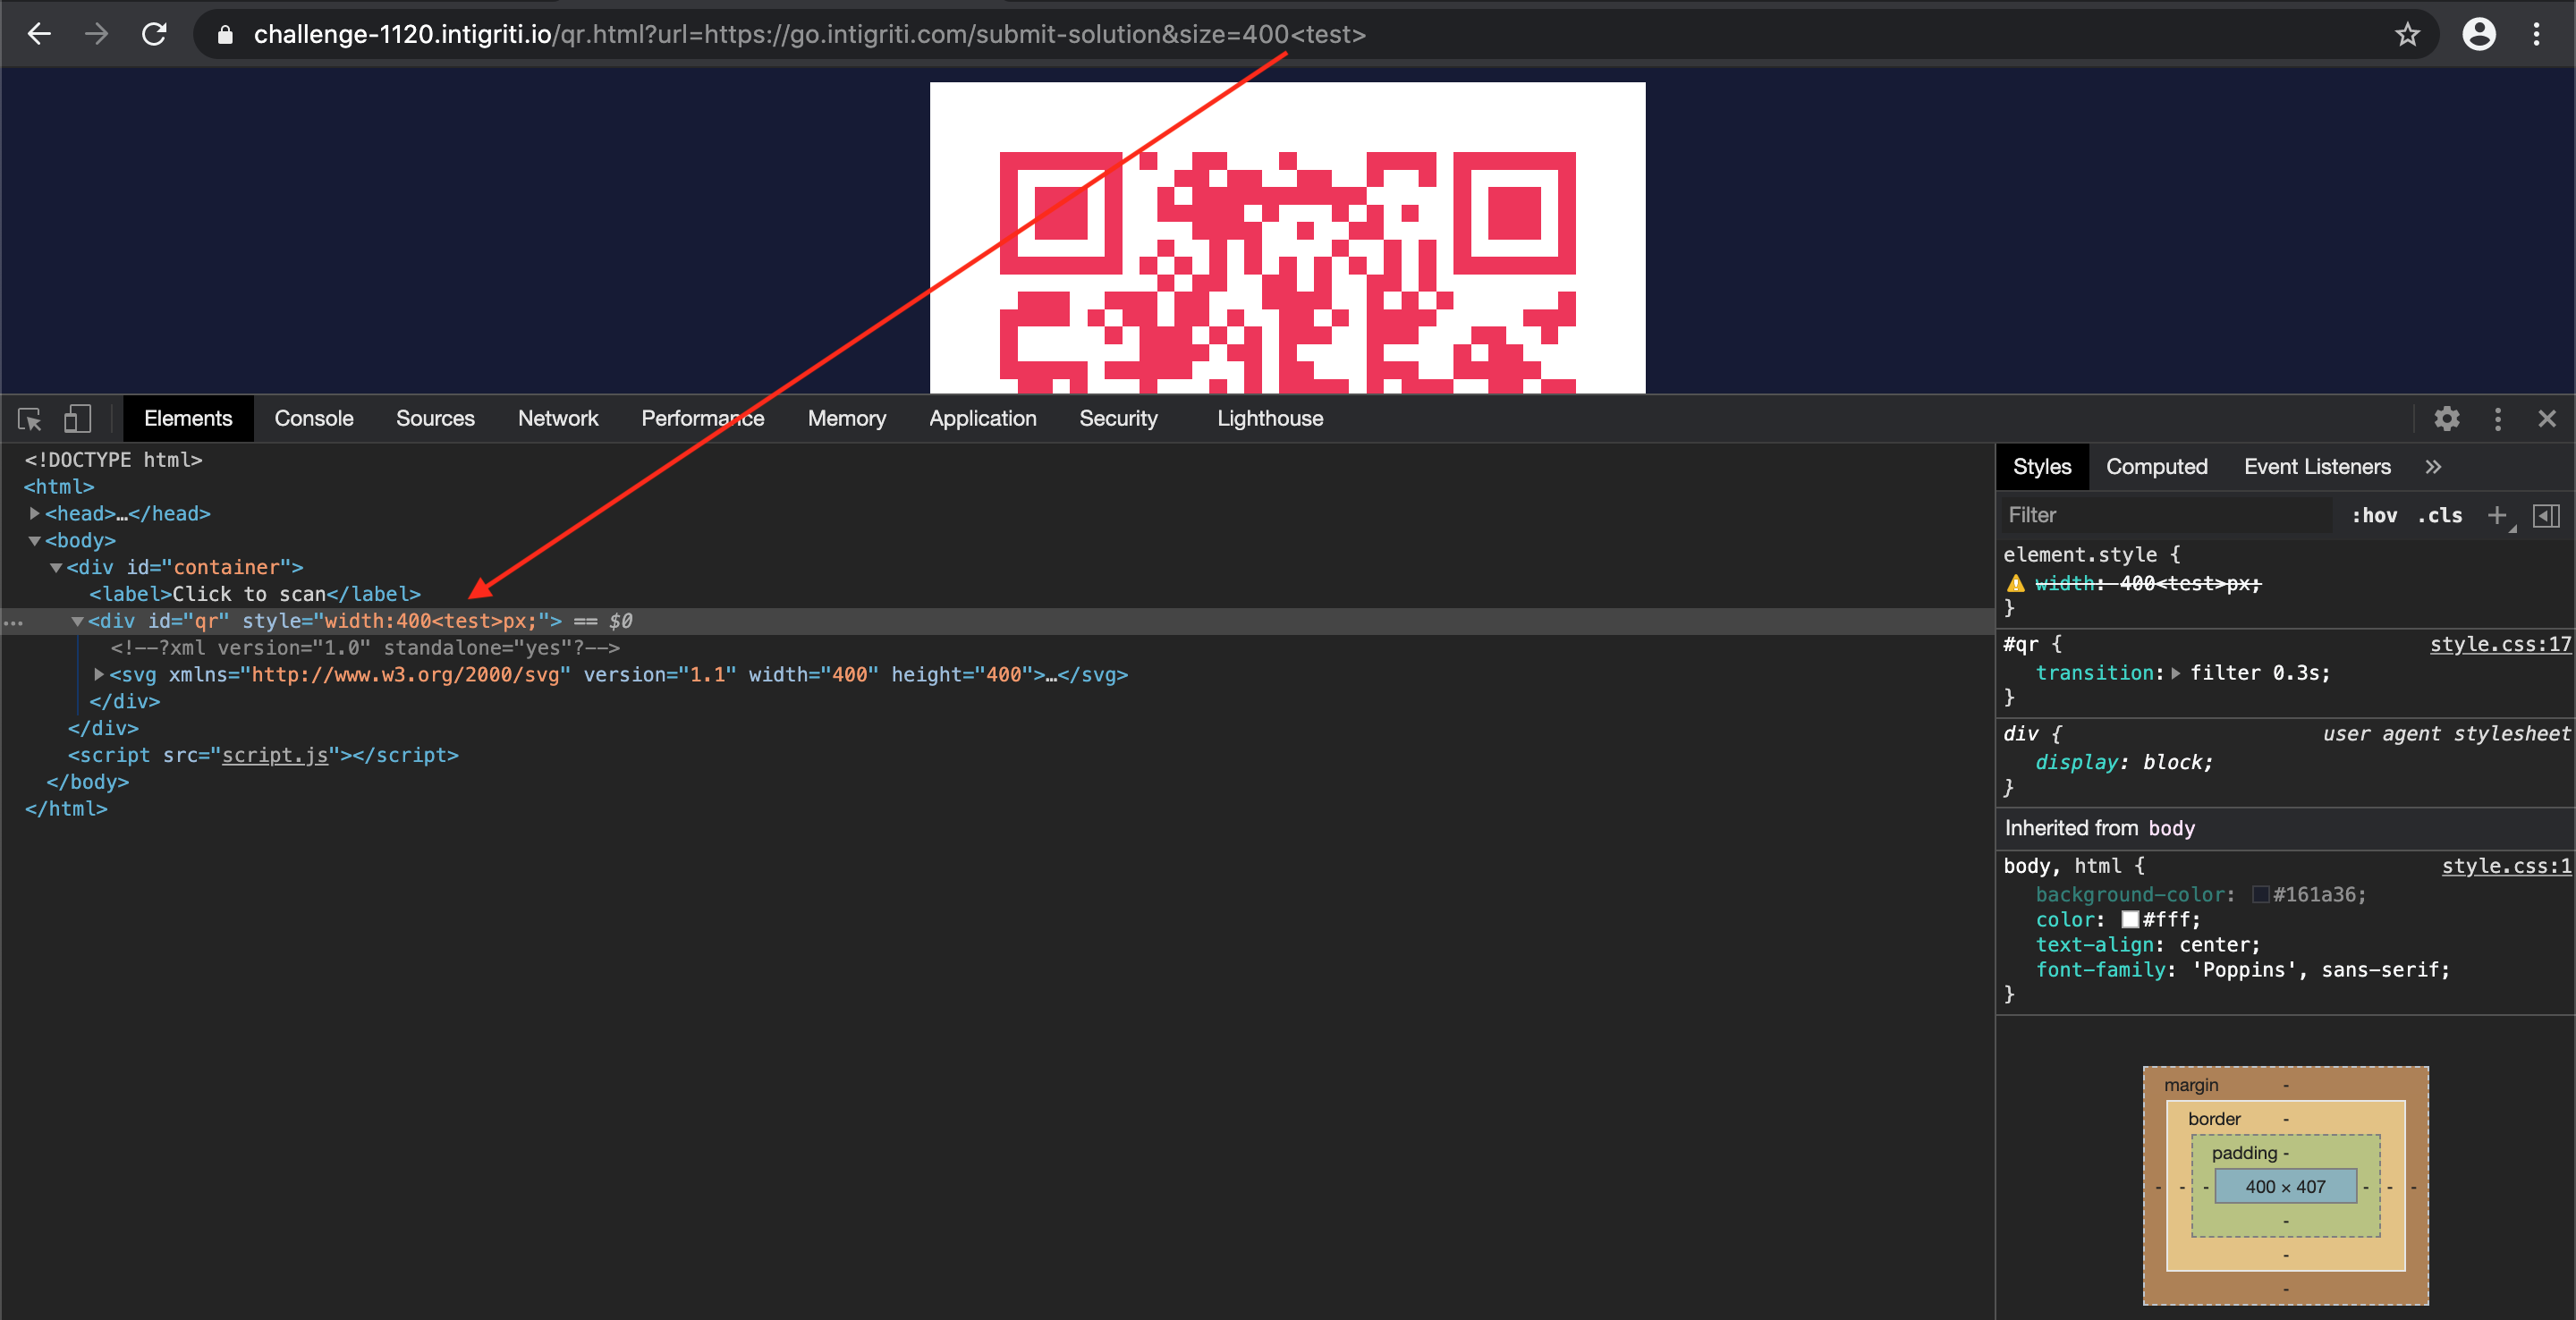 challenge-1120.intigriti.io/qr.html?url=https://go.intigriti.com/submit-solution&size=400<test>
Elements Console Sources Network Performance Memory Application Security Lighthouse
<!DOCTYPE html>
<html>
<head>…</head>
<body>
<div id="container">
<label>Click to scan</label>
… <div id="qr" style="width:400<test>px;"> == $0
<!--?xml version="1.0" standalone="yes"?-->
<svg xmlns="http://www.w3.org/2000/svg" version="1.1" width="400" height="400">…</svg>
</div>
</div>
<script src="script.js"></script>
</body>
</html>
Styles Computed Event Listeners »
Filter :hov .cls +
element.style {
width: 400<test>px;
}
#qr { style.css:17
transition: filter 0.3s;
}
div { user agent stylesheet
display: block;
}
Inherited from body
body, html { style.css:1
background-color: #161a36;
color: #fff;
text-align: center;
font-family: 'Poppins', sans-serif;
}
margin -
border -
padding -
- - - 400 × 407 - - -
-
-
-